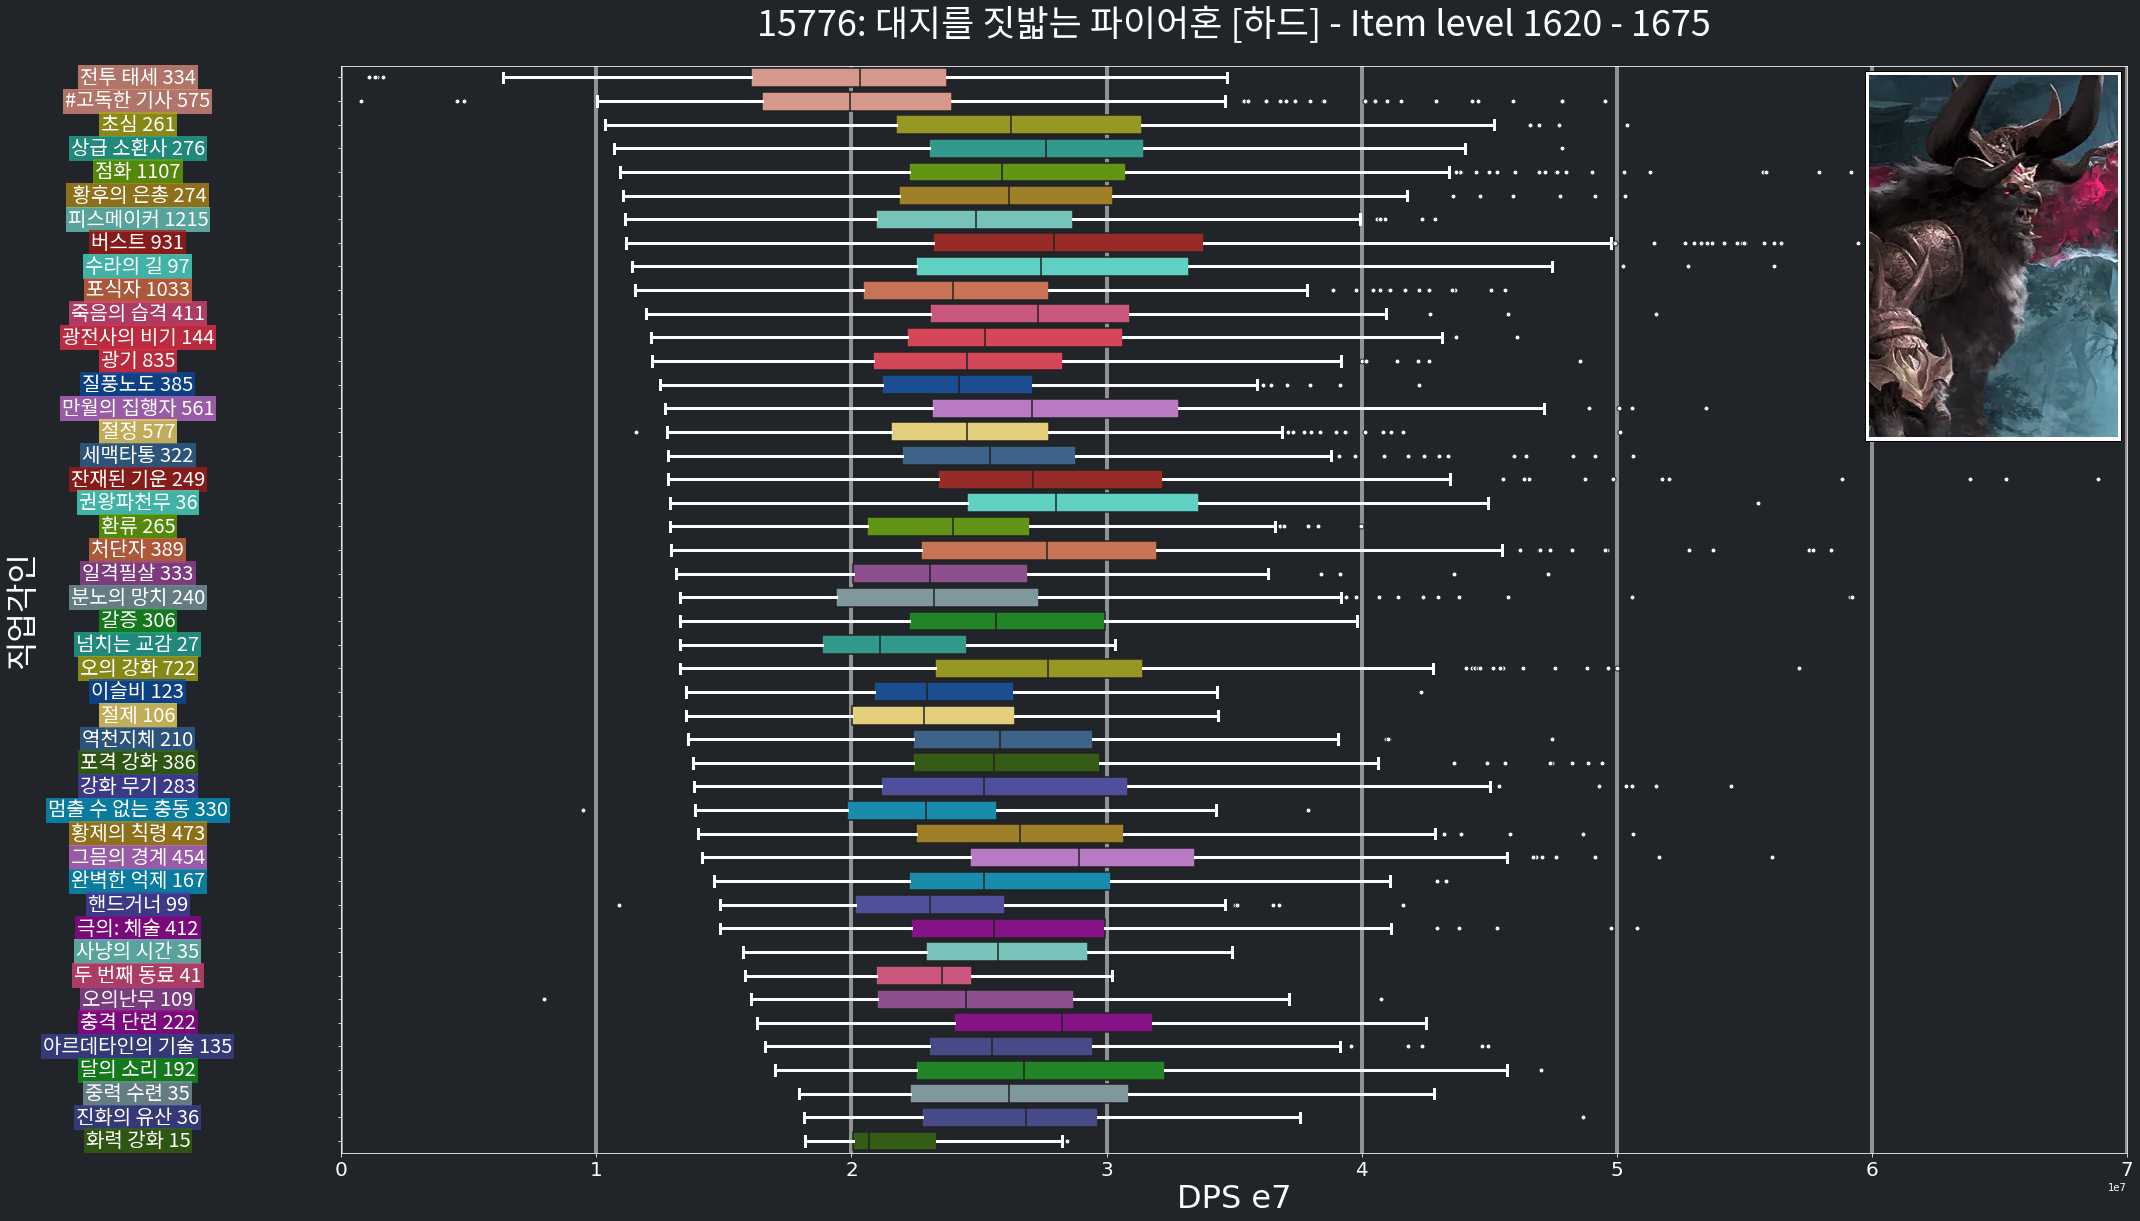 15776: 대지를 짓밟는 파이어혼 [하드] - Item level 1620 - 1675
전투 태세 334
#고독한 기사 575
초심 261
상급 소환사 276
점화 1107
황후의 은총 274
피스메이커 1215
버스트 931
수라의 길 97
포식자 1033
죽음의 습격 411
광전사의 비기 144
광기 835
질풍노도 385
만월의 집행자 561
절정 577
세맥타통 322
잔재된 기운 249
권왕파천무 36
환류 265
처단자 389
일격필살 333
분노의 망치 240
갈증 306
넘치는 교감 27
오의 강화 722
이슬비 123
절제 106
역천지체 210
포격 강화 386
강화 무기 283
멈출 수 없는 충동 330
황제의 칙령 473
그믐의 경계 454
완벽한 억제 167
핸드거너 99
극의: 체술 412
사냥의 시간 35
두 번째 동료 41
오의난무 109
충격 단련 222
아르데타인의 기술 135
달의 소리 192
중력 수련 35
진화의 유산 36
화력 강화 15
직업각인
0 1 2 3 4 5 6 7
1e7
DPS e7